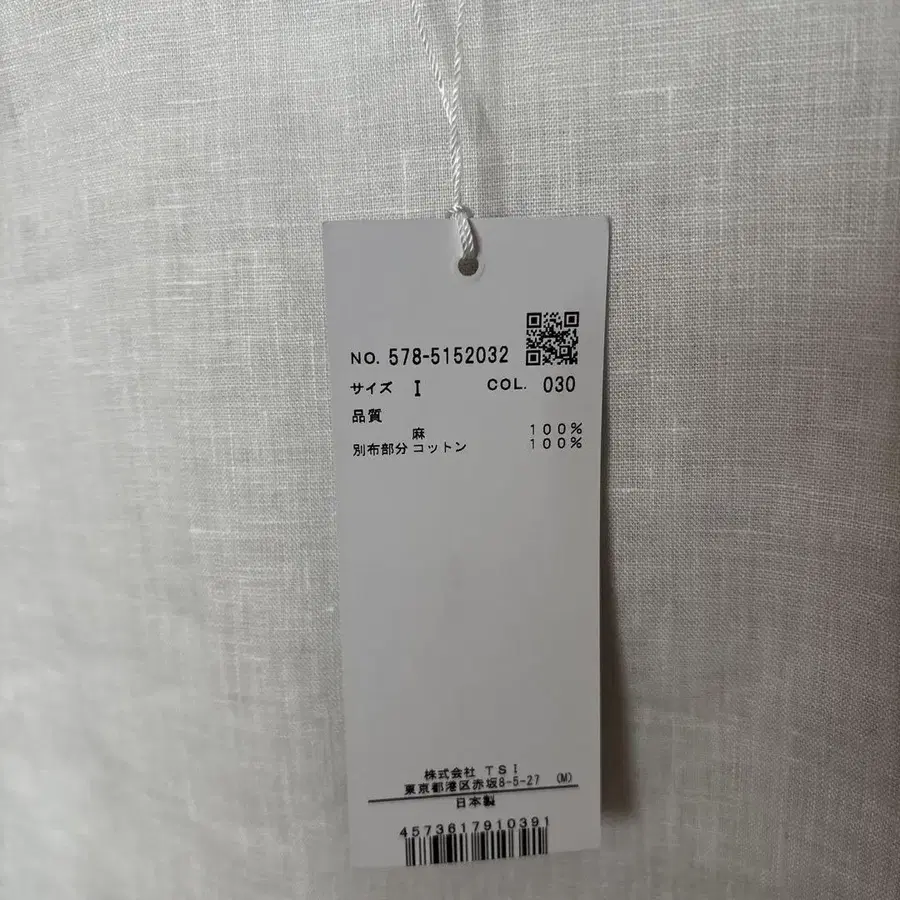 NO. 578-5152032
サイズ I COL. 030
品質
麻 100%
別布部分 コットン 100%
株式会社 TSI
東京都港区赤坂8-5-27 (M)
日本製
4573617910391